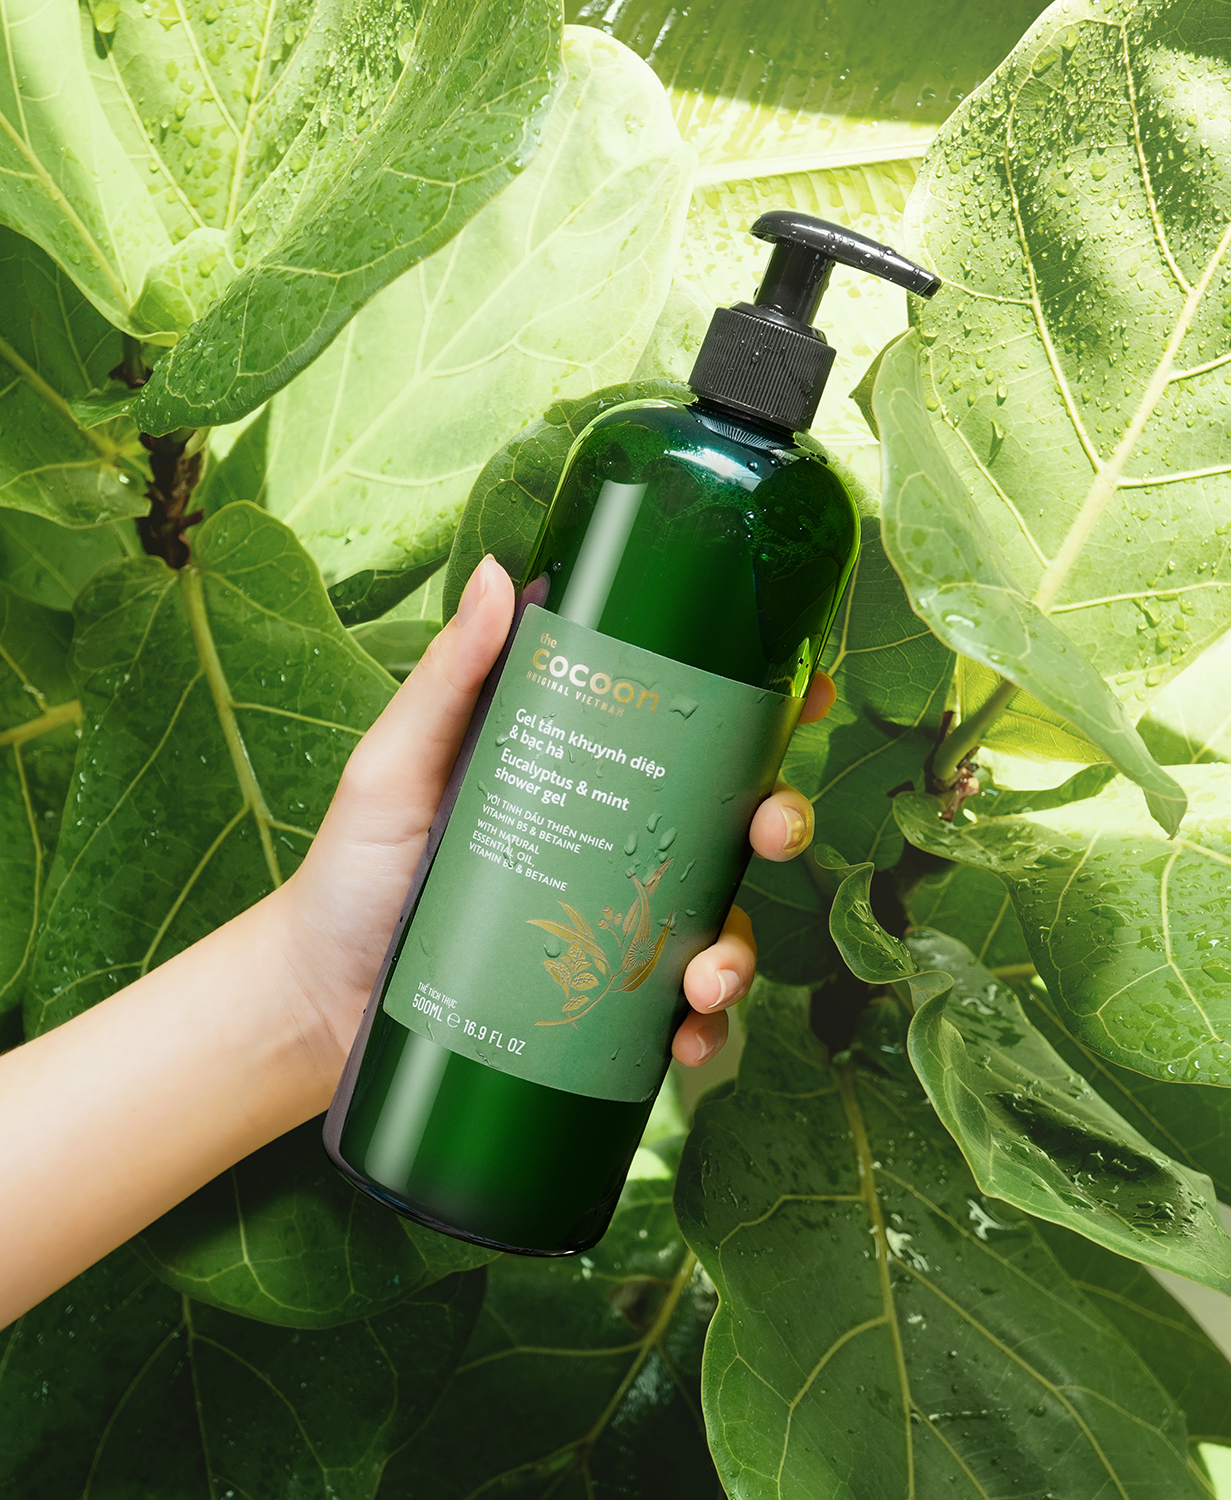 the
cocoon
ORIGINAL VIETNAM
Gel tắm khuynh diệp
& bạc hà
Eucalyptus & mint
shower gel
VỚI TINH DẦU THIÊN NHIÊN
VITAMIN B5 & BETAINE
WITH NATURAL
ESSENTIAL OIL,
VITAMIN B5 & BETAINE
THỂ TÍCH THỰC
500ML ℮ 16.9 FL OZ